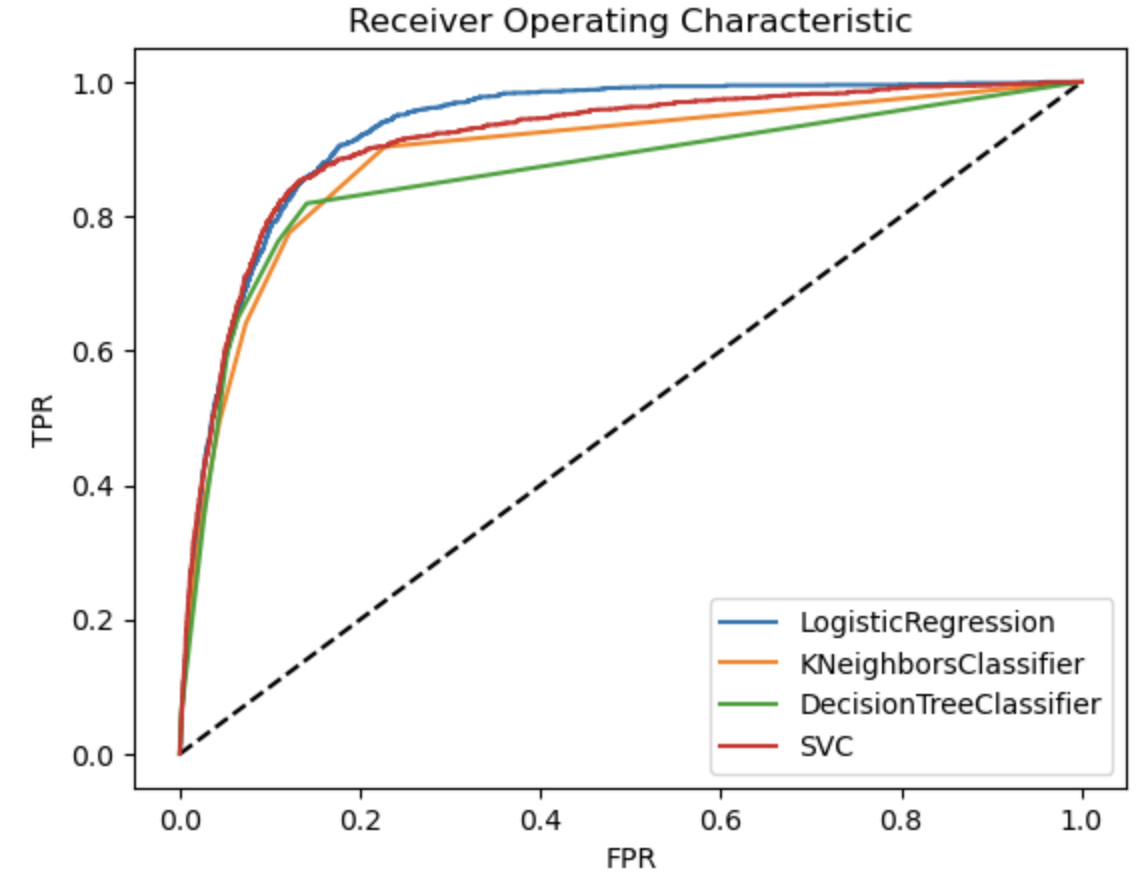 Receiver Operating Characteristic
1.0
0.8
0.6
0.4
0.2
0.0
TPR
0.0 0.2 0.4 0.6 0.8 1.0
FPR
LogisticRegression
KNeighborsClassifier
DecisionTreeClassifier
SVC